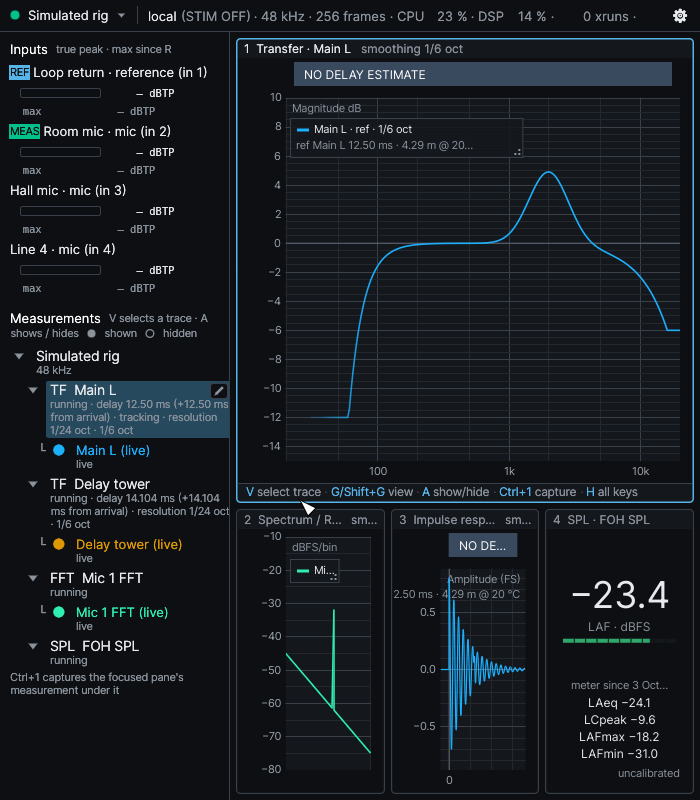 Simulated rig
local (STIM OFF) · 48 kHz · 256 frames · CPU 23 % · DSP 14 % · 0 xruns ·
Inputs true peak · max since R
REF Loop return · reference (in 1)
– dBTP
max – dBTP
MEAS Room mic · mic (in 2)
– dBTP
max – dBTP
Hall mic · mic (in 3)
– dBTP
max – dBTP
Line 4 · mic (in 4)
– dBTP
max – dBTP
Measurements V selects a trace · A
shows / hides shown hidden
Simulated rig
48 kHz
TF Main L
running · delay 12.50 ms (+12.50 ms
from arrival) · tracking · resolution
1/24 oct · 1/6 oct
Main L (live)
live
TF Delay tower
running · delay 14.104 ms (+14.104
ms from arrival) · resolution 1/24 oct
· 1/6 oct
Delay tower (live)
live
FFT Mic 1 FFT
running
Mic 1 FFT (live)
live
SPL FOH SPL
running
Ctrl+1 captures the focused pane's
measurement under it
1 Transfer · Main L smoothing 1/6 oct
NO DELAY ESTIMATE
Magnitude dB
Main L · ref · 1/6 oct
ref Main L 12.50 ms · 4.29 m @ 20...
10
8
6
4
2
0
−2
−4
−6
−8
−10
−12
−14
100 1k 10k
V select trace · G/Shift+G view · A show/hide · Ctrl+1 capture · H all keys
2 Spectrum / R... sm...
dBFS/bin
Mi...
−10
−20
−30
−40
−50
−60
−70
−80
3 Impulse resp... sm...
NO DE...
Amplitude (FS)
2.50 ms · 4.29 m @ 20 °C
0.5
0.0
−0.5
0
4 SPL · FOH SPL
−23.4
LAF · dBFS
meter since 3 Oct...
LAeq −24.1
LCpeak −9.6
LAFmax −18.2
LAFmin −31.0
uncalibrated